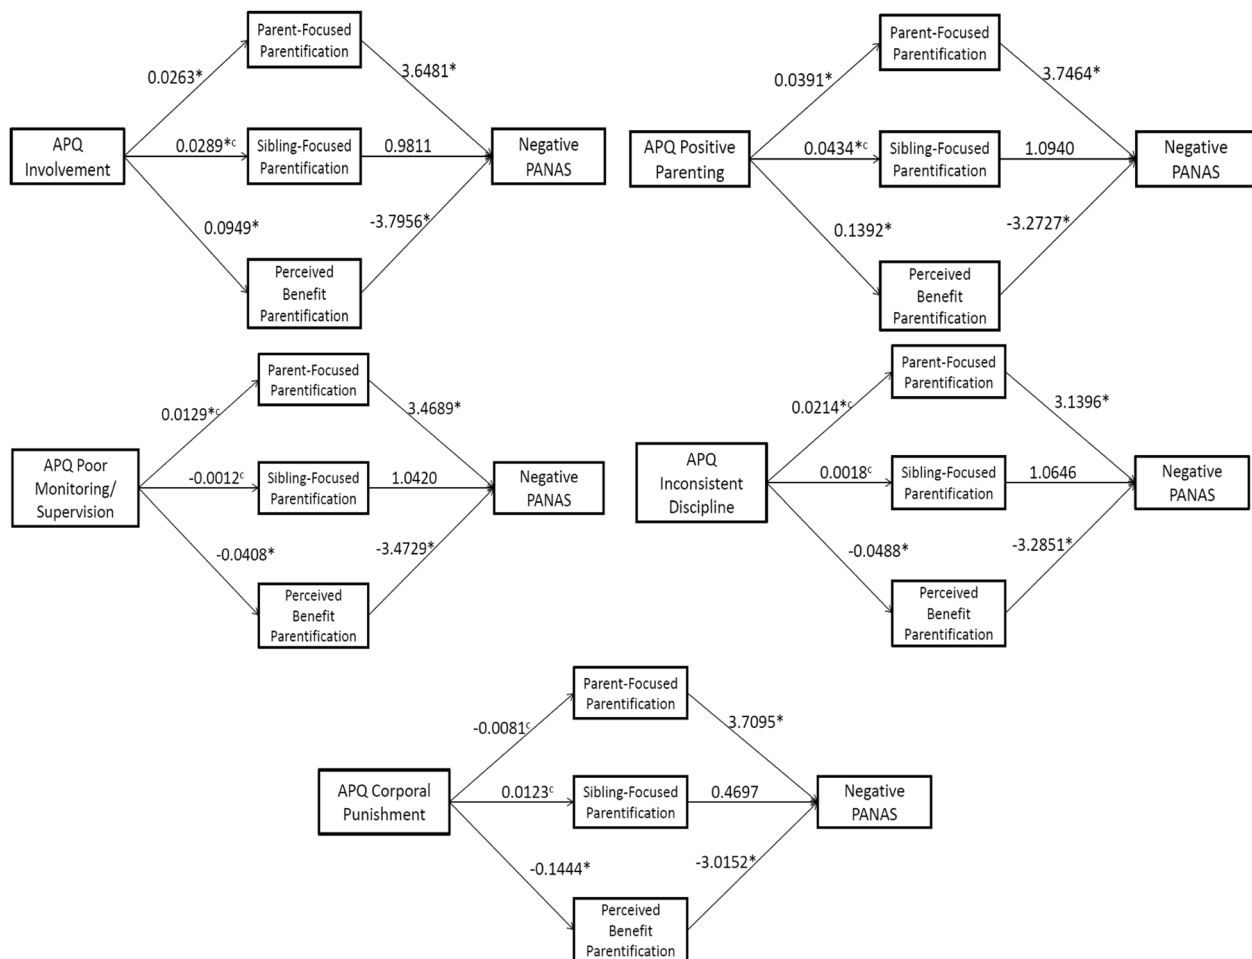 Parent-Focused
Parentification
0.0263*
3.6481*
APQ
Involvement
0.0289*ᶜ
Sibling-Focused
Parentification
0.9811
Negative
PANAS
0.0949*
-3.7956*
Perceived
Benefit
Parentification
Parent-Focused
Parentification
0.0391*
3.7464*
APQ Positive
Parenting
0.0434*ᶜ
Sibling-Focused
Parentification
1.0940
Negative
PANAS
0.1392*
-3.2727*
Perceived
Benefit
Parentification
Parent-Focused
Parentification
0.0129*ᶜ
3.4689*
APQ Poor
Monitoring/
Supervision
-0.0012ᶜ
Sibling-Focused
Parentification
1.0420
Negative
PANAS
-0.0408*
-3.4729*
Perceived
Benefit
Parentification
Parent-Focused
Parentification
0.0214*ᶜ
3.1396*
APQ
Inconsistent
Discipline
0.0018ᶜ
Sibling-Focused
Parentification
1.0646
Negative
PANAS
-0.0488*
-3.2851*
Perceived
Benefit
Parentification
Parent-Focused
Parentification
-0.0081ᶜ
3.7095*
APQ Corporal
Punishment
0.0123ᶜ
Sibling-Focused
Parentification
0.4697
Negative
PANAS
-0.1444*
-3.0152*
Perceived
Benefit
Parentification